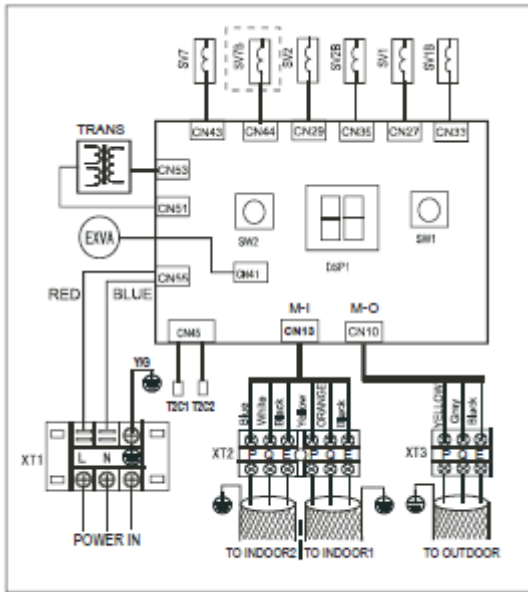 SV7 SV7B SV2 SV2B SV1 SV1B
CN43 CN44 CN29 CN35 CN27 CN33
TRANS
CN53
CN51
EXVA
SW2
DSP1
SW1
CN41
CN55
RED BLUE
M-I M-O
CN45 CN13 CN10
Y/G
T2C1 T2C2
Blue White Black Yellow ORANGE Black
YELLOW Grey Black
XT1
L N
XT2 P Q E P Q E
XT3 P Q E
POWER IN
TO INDOOR2 TO INDOOR1 TO OUTDOOR